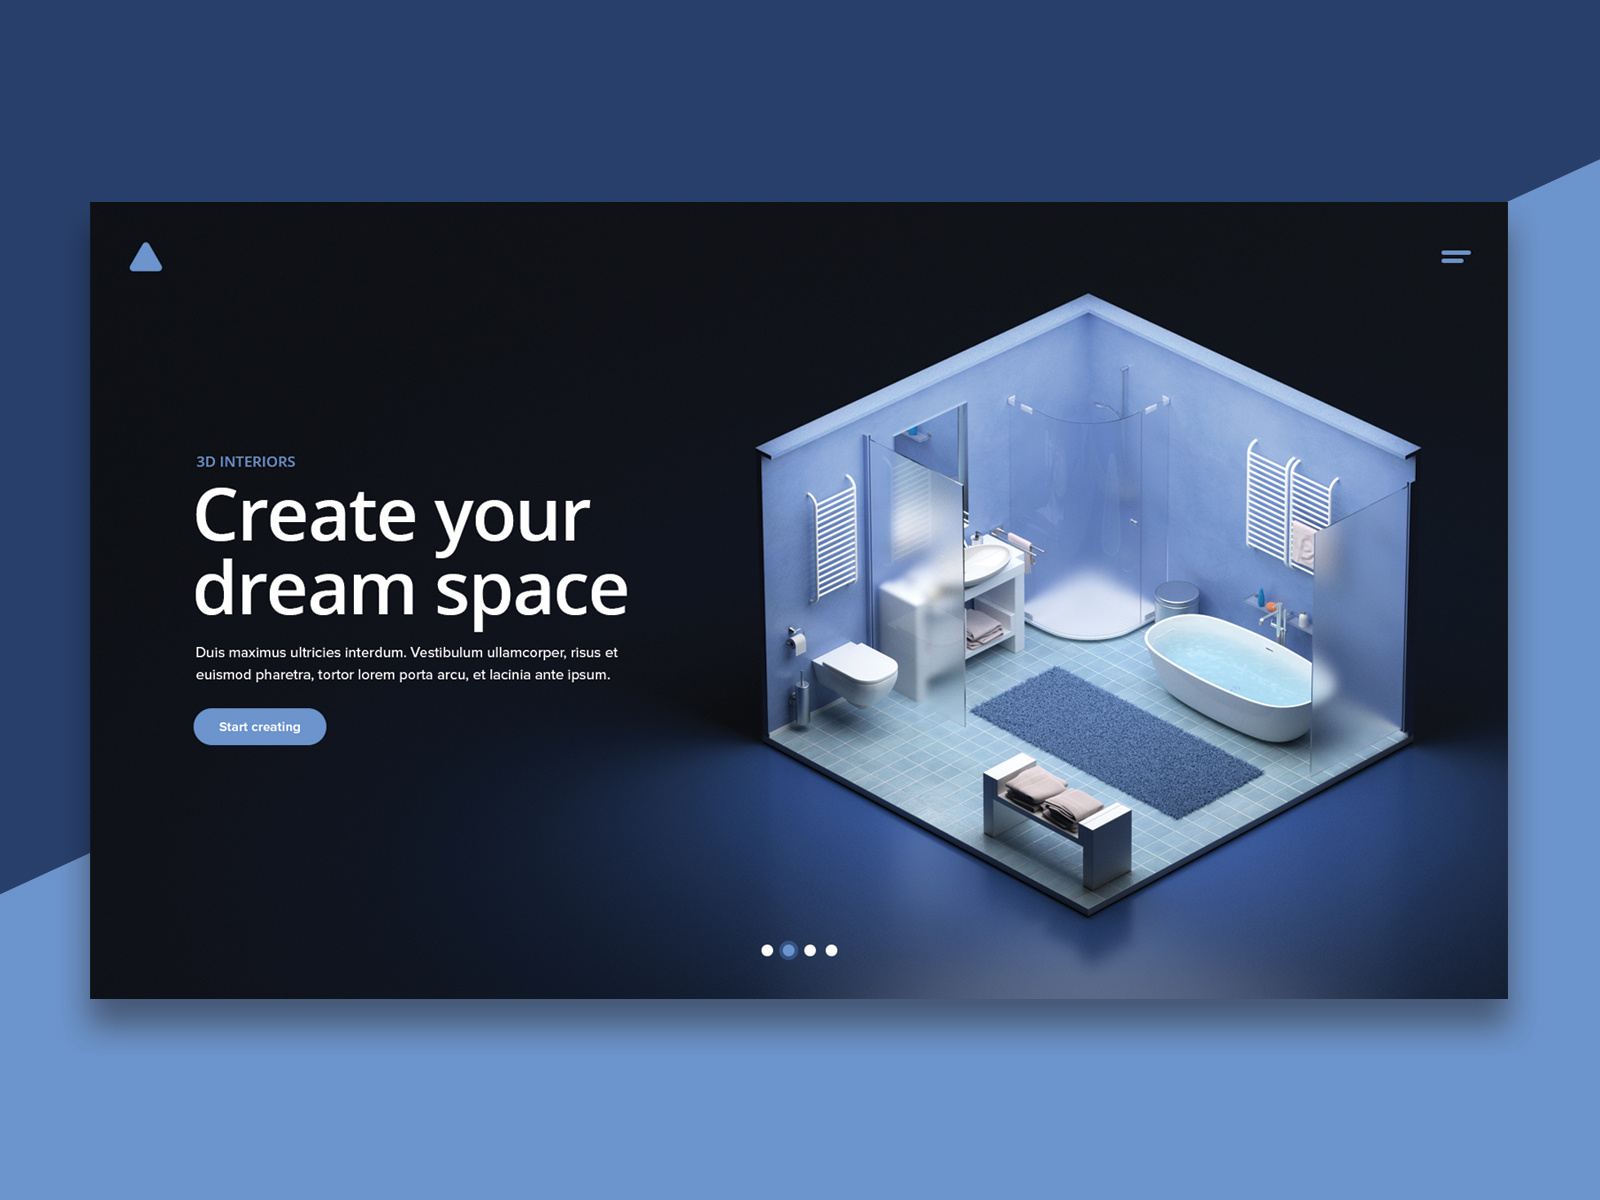 3D INTERIORS
Create your
dream space
Duis maximus ultricies interdum. Vestibulum ullamcorper, risus et
euismod pharetra, tortor lorem porta arcu, et lacinia ante ipsum.
Start creating